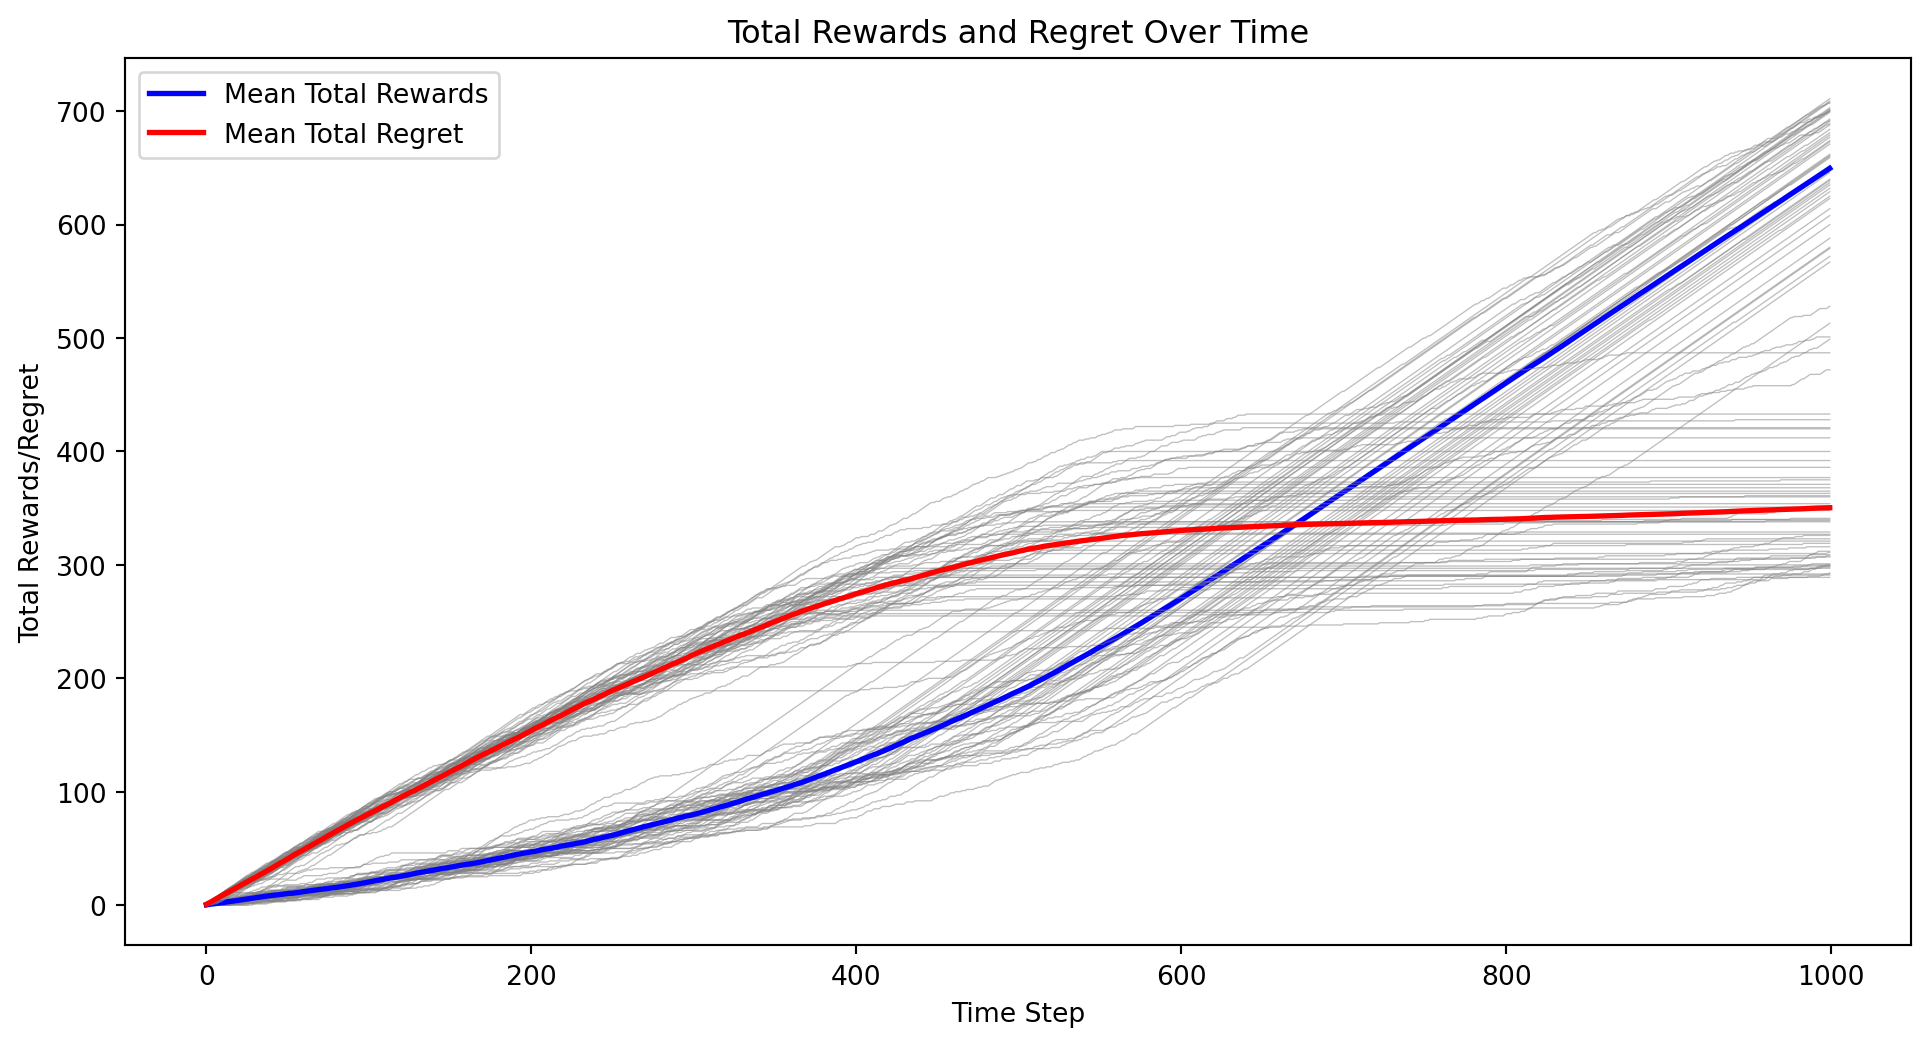 Total Rewards and Regret Over Time
Mean Total Rewards
Mean Total Regret
Total Rewards/Regret
700
600
500
400
300
200
100
0
0 200 400 600 800 1000
Time Step